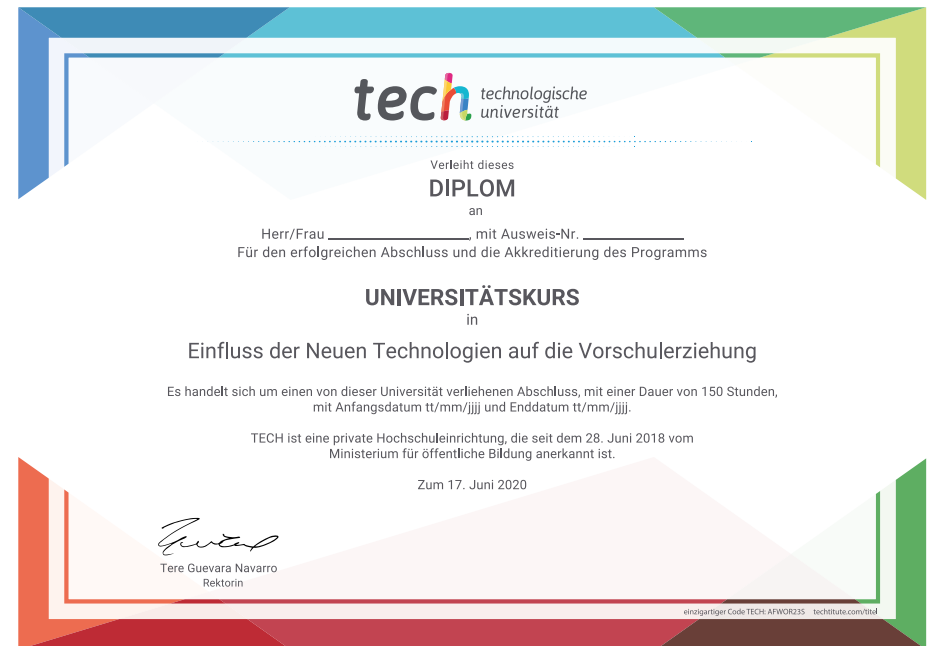 tech technologische
universität
Verleiht dieses
DIPLOM
an
Herr/Frau ____________, mit Ausweis-Nr. ____________
Für den erfolgreichen Abschluss und die Akkreditierung des Programms
UNIVERSITÄTSKURS
in
Einfluss der Neuen Technologien auf die Vorschulerziehung
Es handelt sich um einen von dieser Universität verliehenen Abschluss, mit einer Dauer von 150 Stunden,
mit Anfangsdatum tt/mm/jjjj und Enddatum tt/mm/jjjj.
TECH ist eine private Hochschuleinrichtung, die seit dem 28. Juni 2018 vom
Ministerium für öffentliche Bildung anerkannt ist.
Zum 17. Juni 2020
Tere Guevara Navarro
Rektorin
einzigartiger Code TECH: AFWOR235 techtitute.com/titel